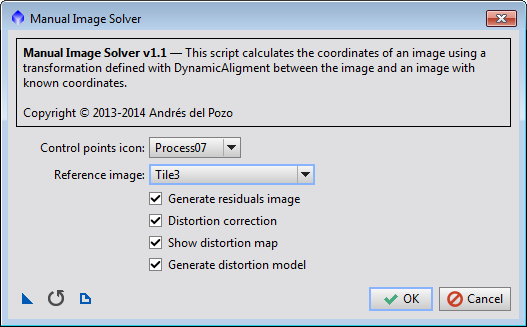 Manual Image Solver
Manual Image Solver v1.1 — This script calculates the coordinates of an image using a
transformation defined with DynamicAligment between the image and an image with
known coordinates.
Copyright © 2013-2014 Andrés del Pozo
Control points icon: Process07
Reference image: Tile3
Generate residuals image
Distortion correction
Show distortion map
Generate distortion model
OK Cancel